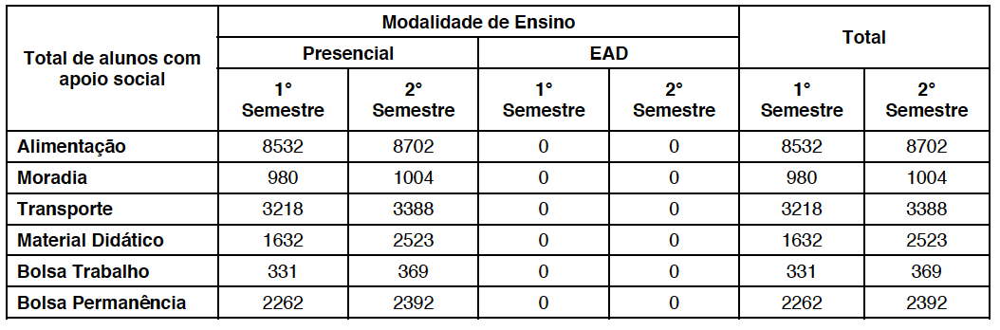 Total de alunos com apoio social
Modalidade de Ensino
Total
Presencial
EAD
1° Semestre
2° Semestre
1° Semestre
2° Semestre
1° Semestre
2° Semestre
Alimentação 8532 8702 0 0 8532 8702
Moradia 980 1004 0 0 980 1004
Transporte 3218 3388 0 0 3218 3388
Material Didático 1632 2523 0 0 1632 2523
Bolsa Trabalho 331 369 0 0 331 369
Bolsa Permanência 2262 2392 0 0 2262 2392